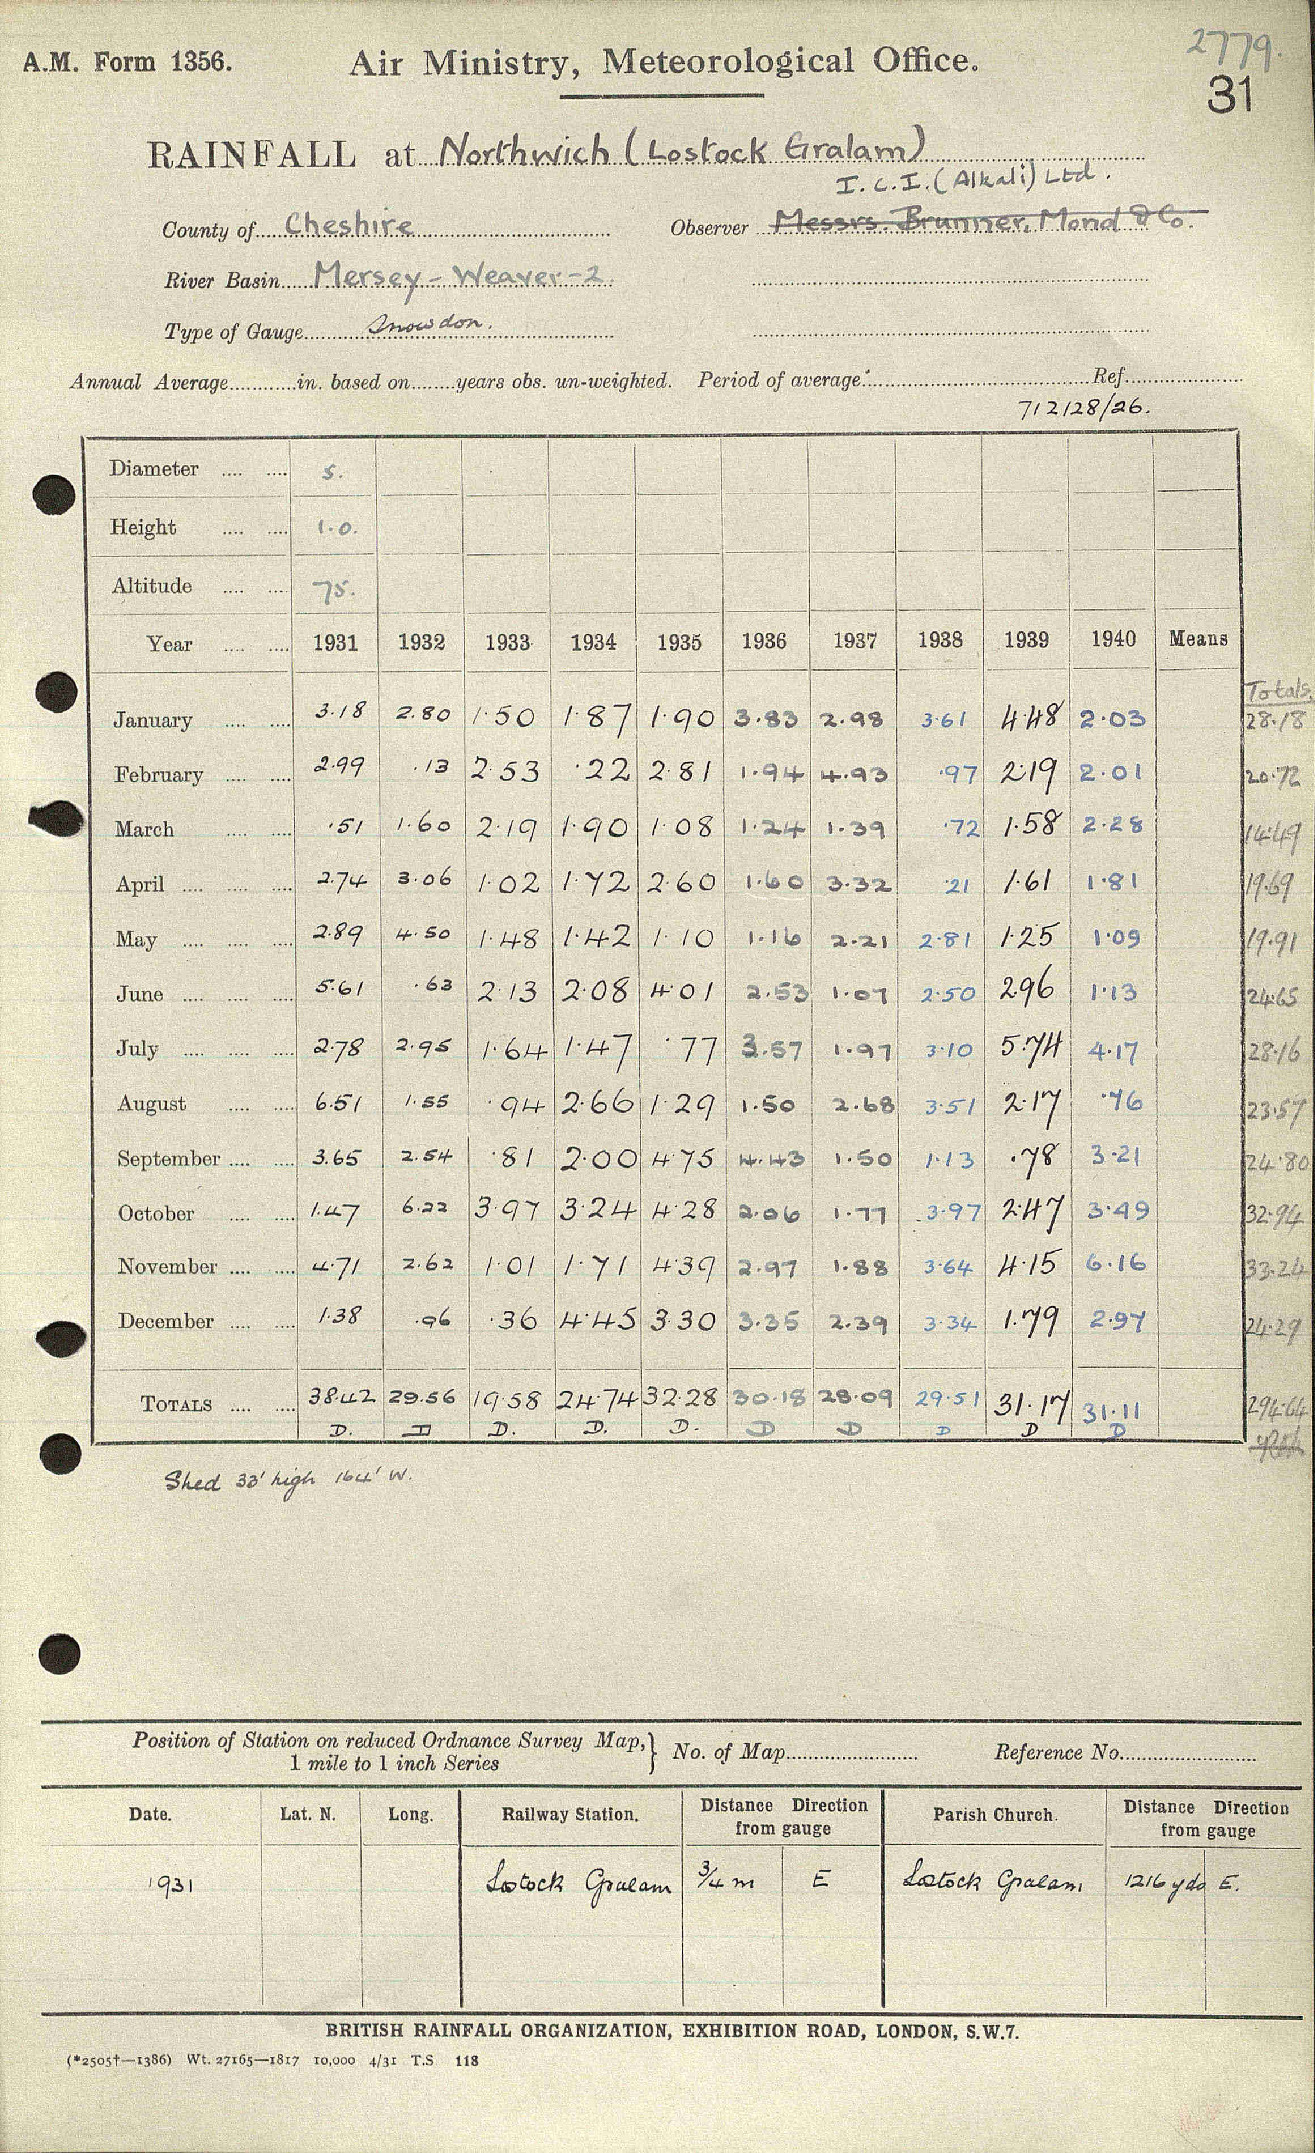 2779.
A.M. Form 1356. Air Ministry, Meteorological Office.
31
RAINFALL at Northwich (Lostock Gralam)
I.C.I. (Alkali) Ltd.
County of Cheshire Observer Messrs. Brunner, Mond & Co.
River Basin Mersey - Weaver - 2.
Type of Gauge Snowdon.
Annual Average in. based on years obs. un-weighted. Period of average: Ref.
712128/26.
Diameter 5.
Height 1.0.
Altitude 75.
Year 1931 1932 1933 1934 1935 1936 1937 1938 1939 1940 Means
Totals
January 3.18 2.80 1.50 1.87 1.90 3.83 2.98 3.61 4.48 2.03 28.18
February 2.99 .13 2.53 .22 2.81 1.94 4.93 .97 2.19 2.01 20.72
March .51 1.60 2.19 1.90 1.08 1.24 1.39 .72 1.58 2.28 14.49
April 2.74 3.06 1.02 1.72 2.60 1.60 3.32 .21 1.61 1.81 19.69
May 2.89 4.50 1.48 1.42 1.10 1.16 2.21 2.81 1.25 1.09 19.91
June 5.61 .63 2.13 2.08 4.01 2.53 1.07 2.50 2.96 1.13 24.65
July 2.78 2.95 1.64 1.47 .77 3.57 1.97 3.10 5.74 4.17 28.16
August 6.51 1.55 .94 2.66 1.29 1.50 2.68 3.51 2.17 .76 23.57
September 3.65 2.54 .81 2.00 4.75 4.43 1.50 1.13 .78 3.21 24.80
October 1.47 6.22 3.97 3.24 4.28 2.06 1.77 3.97 2.47 3.49 32.94
November 4.71 2.62 1.01 1.71 4.39 2.97 1.88 3.64 4.15 6.16 33.24
December 1.38 .96 .36 4.45 3.30 3.35 2.39 3.34 1.79 2.97 24.29
TOTALS 38.42 29.56 19.58 24.74 32.28 30.18 28.09 29.51 31.17 31.11 294.64
D. D D. D. D. D D D D D
Shed 33' high 164' W.
Position of Station on reduced Ordnance Survey Map, 1 mile to 1 inch Series } No. of Map Reference No.
Date. Lat. N. Long. Railway Station. Distance Direction from gauge Parish Church. Distance Direction from gauge
1931 Lostock Gralam 3/4 m E Lostock Gralam 1216 yds E.
BRITISH RAINFALL ORGANIZATION, EXHIBITION ROAD, LONDON, S.W.7.
(*2505†—1386) Wt. 27165—1817 10,000 4/31 T.S 118